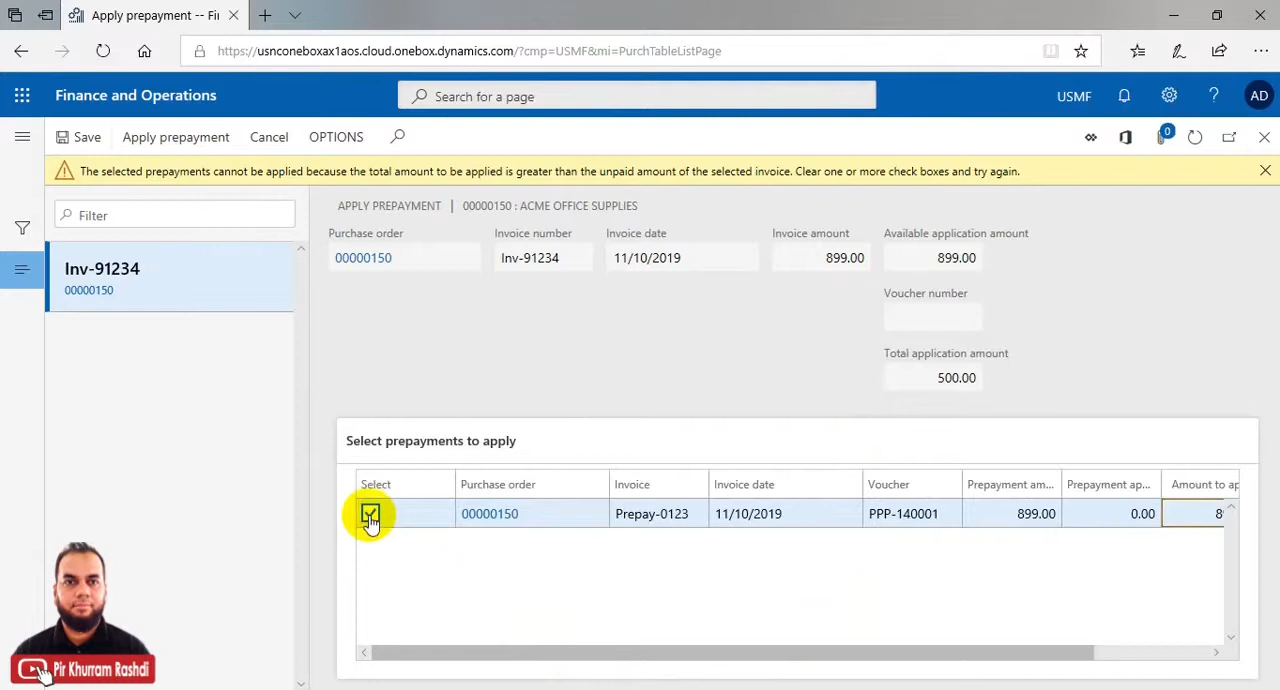 Apply prepayment -- Fi
https://usnconeboxax1aos.cloud.onebox.dynamics.com/?cmp=USMF&mi=PurchTableListPage
Finance and Operations
Search for a page
USMF
AD
Save
Apply prepayment
Cancel
OPTIONS
0
The selected prepayments cannot be applied because the total amount to be applied is greater than the unpaid amount of the selected invoice. Clear one or more check boxes and try again.
Filter
Inv-91234
00000150
APPLY PREPAYMENT | 00000150 : ACME OFFICE SUPPLIES
Purchase order Invoice number Invoice date Invoice amount Available application amount
00000150 Inv-91234 11/10/2019 899.00 899.00
Voucher number
Total application amount
500.00
Select prepayments to apply
Select Purchase order Invoice Invoice date Voucher Prepayment am... Prepayment ap... Amount to ap
00000150 Prepay-0123 11/10/2019 PPP-140001 899.00 0.00 8
Pir Khurram Rashdi